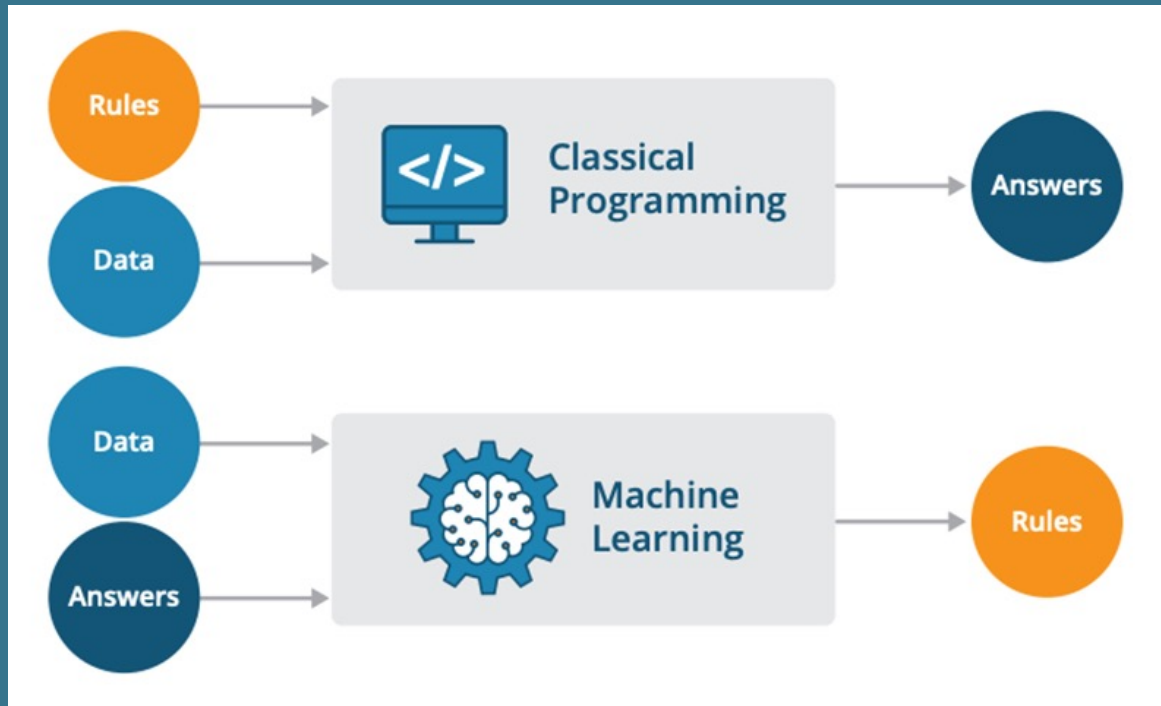 Rules
Data
</>
Classical
Programming
Answers
Data
Answers
Machine
Learning
Rules